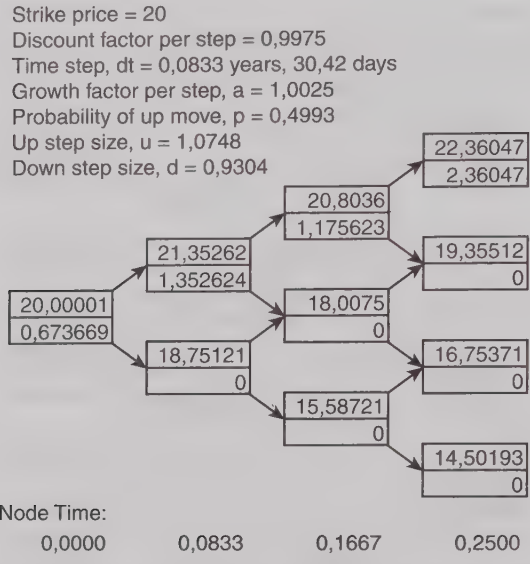 Strike price = 20
Discount factor per step = 0,9975
Time step, dt = 0,0833 years, 30,42 days
Growth factor per step, a = 1,0025
Probability of up move, p = 0,4993
Up step size, u = 1,0748
Down step size, d = 0,9304
22,36047
2,36047
20,8036
1,175623
21,35262
1,352624
19,35512
0
20,00001
0,673669
18,0075
0
18,75121
0
16,75371
0
15,58721
0
14,50193
0
Node Time:
0,0000 0,0833 0,1667 0,2500